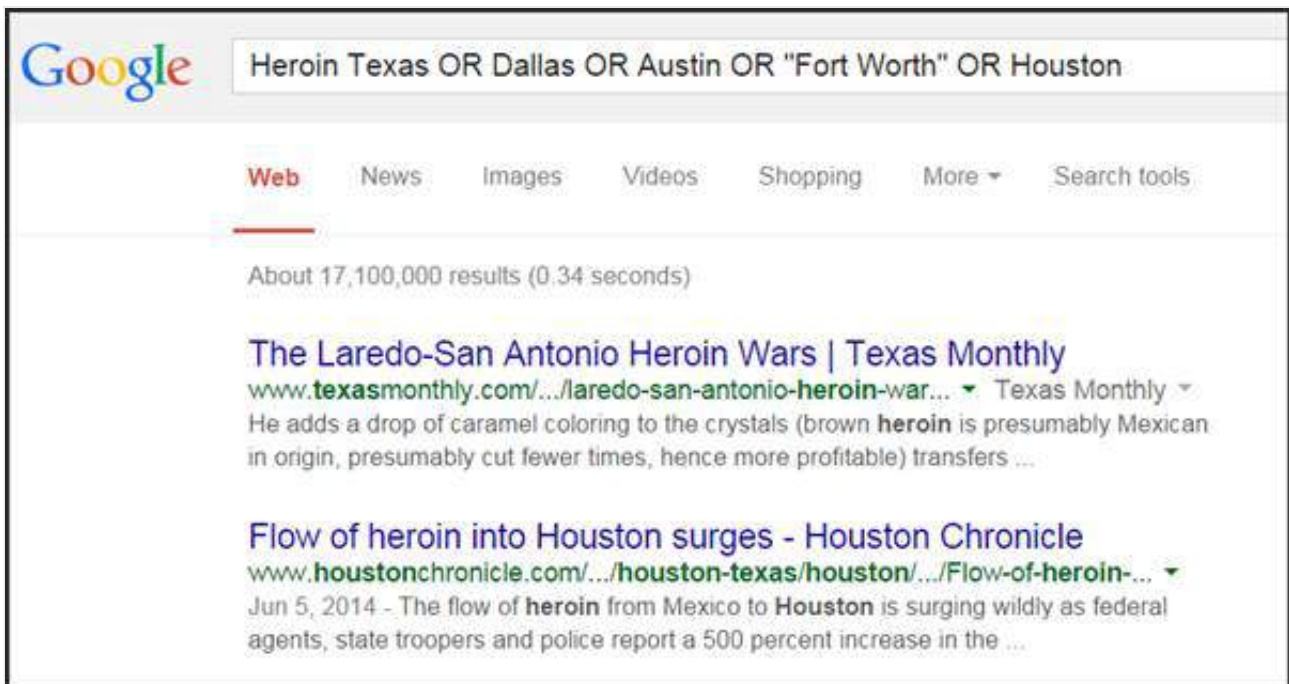 Google Heroin Texas OR Dallas OR Austin OR "Fort Worth" OR Houston
Web News Images Videos Shopping More Search tools
About 17,100,000 results (0.34 seconds)
The Laredo-San Antonio Heroin Wars | Texas Monthly
www.texasmonthly.com/.../laredo-san-antonio-heroin-war... Texas Monthly
He adds a drop of caramel coloring to the crystals (brown heroin is presumably Mexican
in origin, presumably cut fewer times, hence more profitable) transfers ...
Flow of heroin into Houston surges - Houston Chronicle
www.houstonchronicle.com/.../houston-texas/houston/.../Flow-of-heroin-...
Jun 5, 2014 - The flow of heroin from Mexico to Houston is surging wildly as federal
agents, state troopers and police report a 500 percent increase in the ...